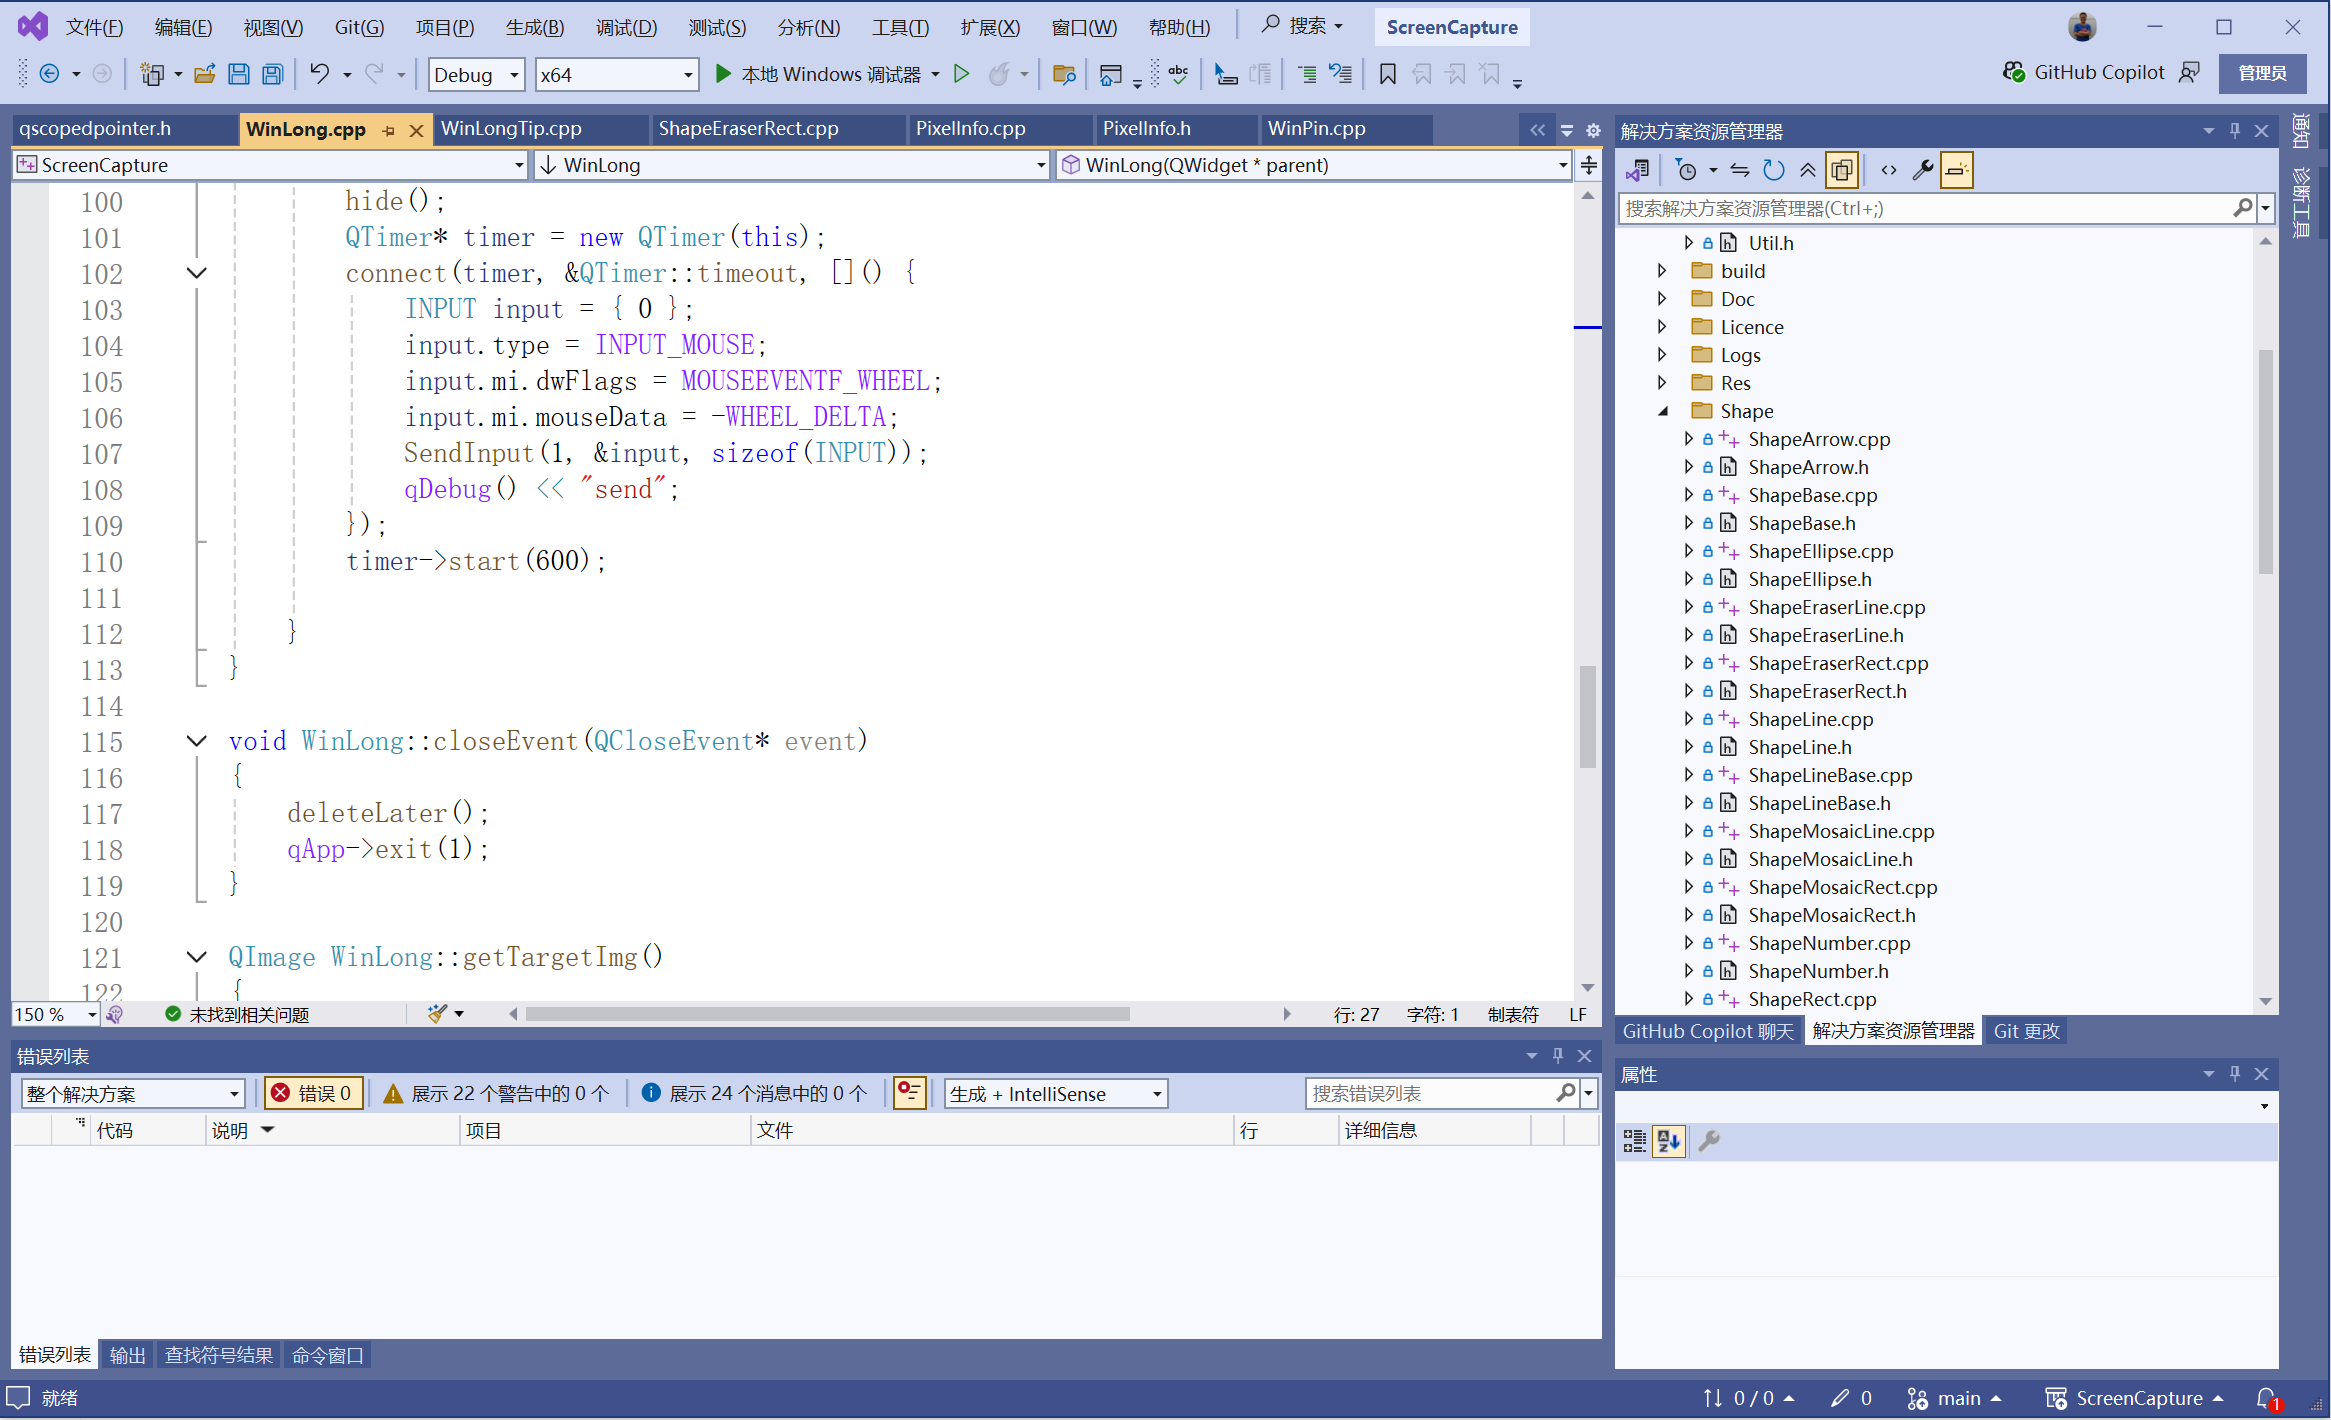 文件(F) 编辑(E) 视图(V) Git(G) 项目(P) 生成(B) 调试(D) 测试(S) 分析(N) 工具(T) 扩展(X) 窗口(W) 帮助(H) 搜索 ScreenCapture
Debug x64 本地 Windows 调试器 abc GitHub Copilot 管理员
qscopedpointer.h WinLong.cpp WinLongTip.cpp ShapeEraserRect.cpp PixelInfo.cpp PixelInfo.h WinPin.cpp
ScreenCapture WinLong WinLong(QWidget * parent)
100 hide();
101 QTimer* timer = new QTimer(this);
102 connect(timer, &QTimer::timeout, []() {
103 INPUT input = { 0 };
104 input.type = INPUT_MOUSE;
105 input.mi.dwFlags = MOUSEEVENTF_WHEEL;
106 input.mi.mouseData = -WHEEL_DELTA;
107 SendInput(1, &input, sizeof(INPUT));
108 qDebug() << "send";
109 });
110 timer->start(600);
111
112 }
113 }
114
115 void WinLong::closeEvent(QCloseEvent* event)
116 {
117 deleteLater();
118 qApp->exit(1);
119 }
120
121 QImage WinLong::getTargetImg()
122 {
150 % 未找到相关问题 行: 27 字符: 1 制表符 LF
错误列表
整个解决方案 错误 0 展示 22 个警告中的 0 个 展示 24 个消息中的 0 个 生成 + IntelliSense 搜索错误列表
代码 说明 项目 文件 行 详细信息
错误列表 输出 查找符号结果 命令窗口
解决方案资源管理器
搜索解决方案资源管理器(Ctrl+;)
Util.h
build
Doc
Licence
Logs
Res
Shape
ShapeArrow.cpp
ShapeArrow.h
ShapeBase.cpp
ShapeBase.h
ShapeEllipse.cpp
ShapeEllipse.h
ShapeEraserLine.cpp
ShapeEraserLine.h
ShapeEraserRect.cpp
ShapeEraserRect.h
ShapeLine.cpp
ShapeLine.h
ShapeLineBase.cpp
ShapeLineBase.h
ShapeMosaicLine.cpp
ShapeMosaicLine.h
ShapeMosaicRect.cpp
ShapeMosaicRect.h
ShapeNumber.cpp
ShapeNumber.h
ShapeRect.cpp
GitHub Copilot 聊天 解决方案资源管理器 Git 更改
属性
通知
诊断工具
就绪 0 / 0 0 main ScreenCapture 1